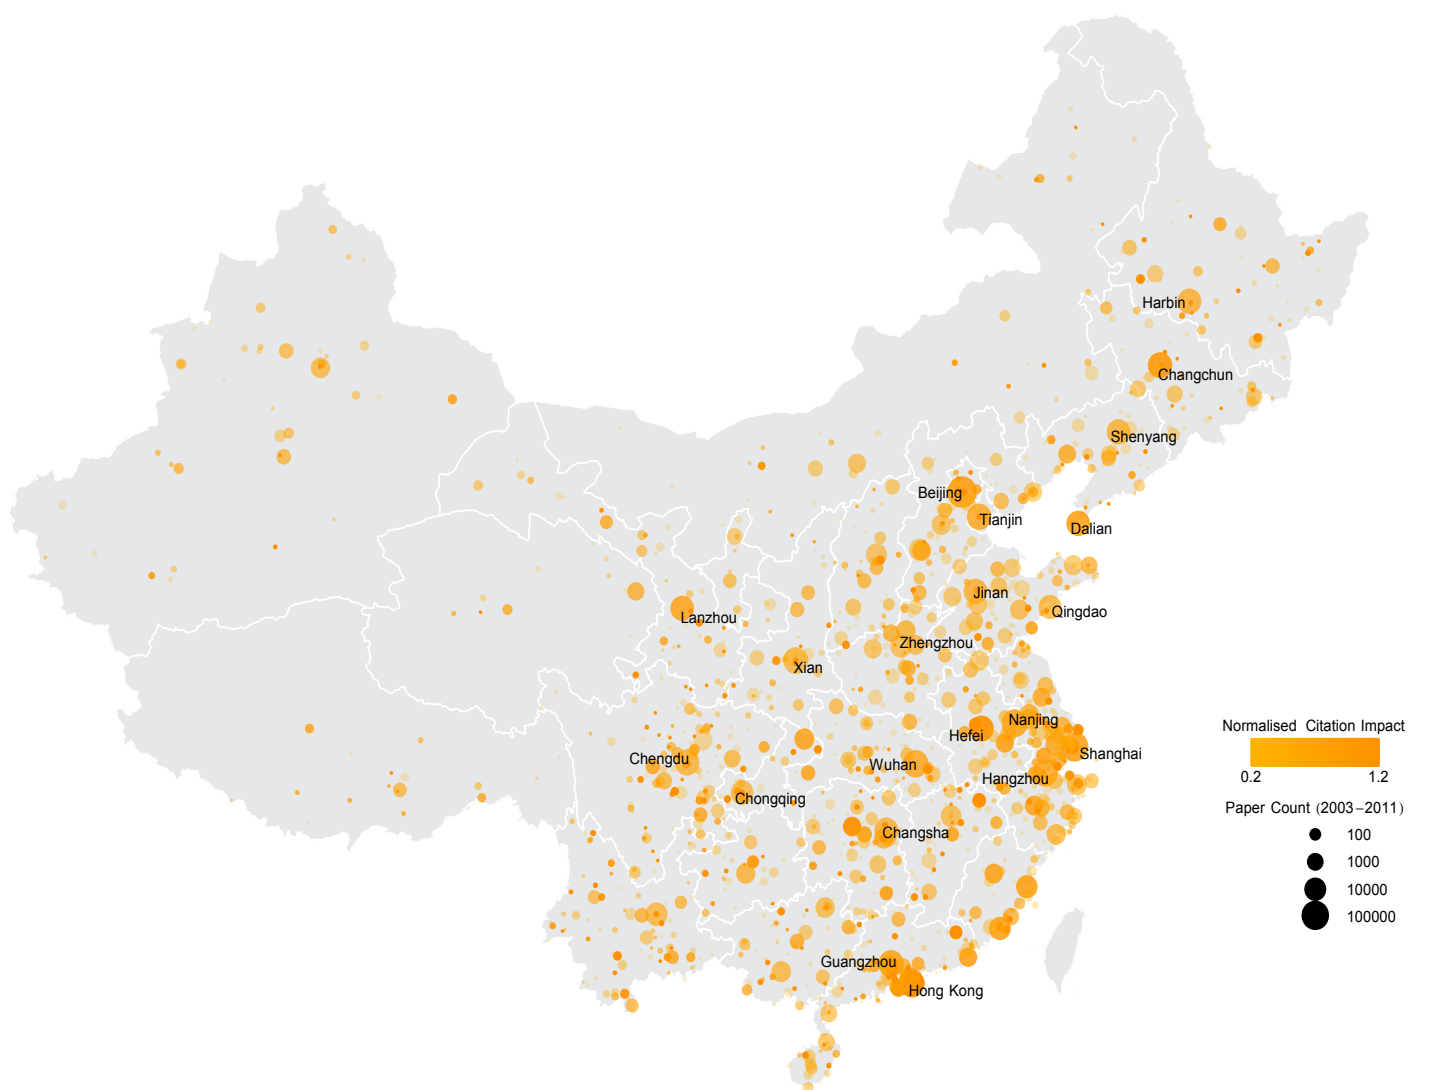 Harbin
Changchun
Shenyang
Beijing
Tianjin
Dalian
Jinan
Lanzhou
Qingdao
Zhengzhou
Xian
Nanjing
Hefei
Shanghai
Chengdu
Wuhan
Hangzhou
Chongqing
Changsha
Guangzhou
Hong Kong
Normalised Citation Impact
0.2 1.2
Paper Count (2003–2011)
100
1000
10000
100000